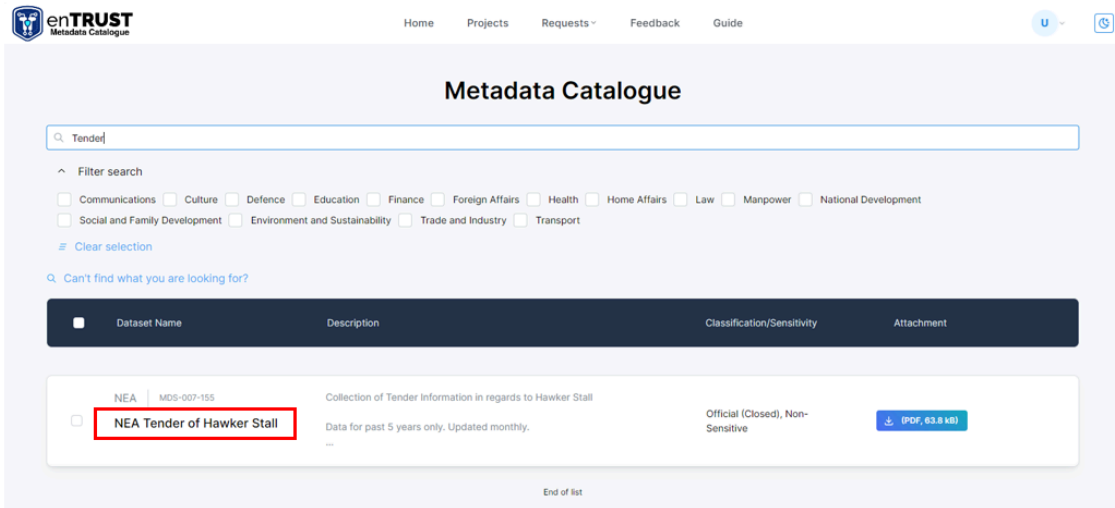 enTRUST
Metadata Catalogue
Home Projects Requests Feedback Guide
U
Metadata Catalogue
Tender
Filter search
Communications Culture Defence Education Finance Foreign Affairs Health Home Affairs Law Manpower National Development
Social and Family Development Environment and Sustainability Trade and Industry Transport
Clear selection
Can't find what you are looking for?
Dataset Name Description Classification/Sensitivity Attachment
NEA MDS-007-155
NEA Tender of Hawker Stall
Collection of Tender Information in regards to Hawker Stall
Data for past 5 years only. Updated monthly.
...
Official (Closed), Non-
Sensitive
(PDF, 63.8 kB)
End of list